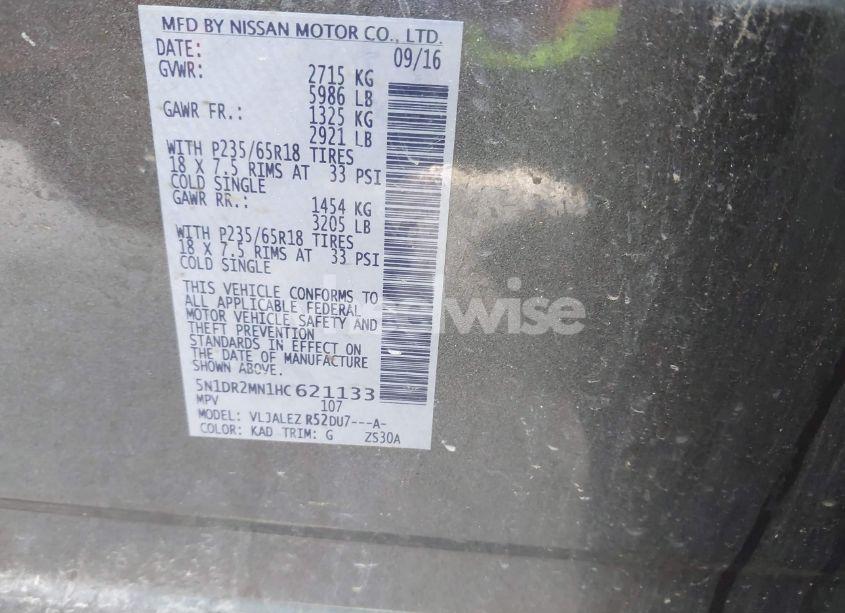 MFD BY NISSAN MOTOR CO., LTD.
DATE: 09/16
GVWR: 2715 KG
5986 LB
GAWR FR.: 1325 KG
2921 LB
WITH P235/65R18 TIRES
18 X 7.5 RIMS AT 33 PSI
COLD SINGLE
GAWR RR.: 1454 KG
3205 LB
WITH P235/65R18 TIRES
18 X 7.5 RIMS AT 33 PSI
COLD SINGLE
THIS VEHICLE CONFORMS TO
ALL APPLICABLE FEDERAL
MOTOR VEHICLE SAFETY AND
THEFT PREVENTION
STANDARDS IN EFFECT ON
THE DATE OF MANUFACTURE
SHOWN ABOVE.
5N1DR2MN1HC 621133
MPV 107
MODEL: VLJALEZ R52DU7---A-
COLOR: KAD TRIM: G ZS30A